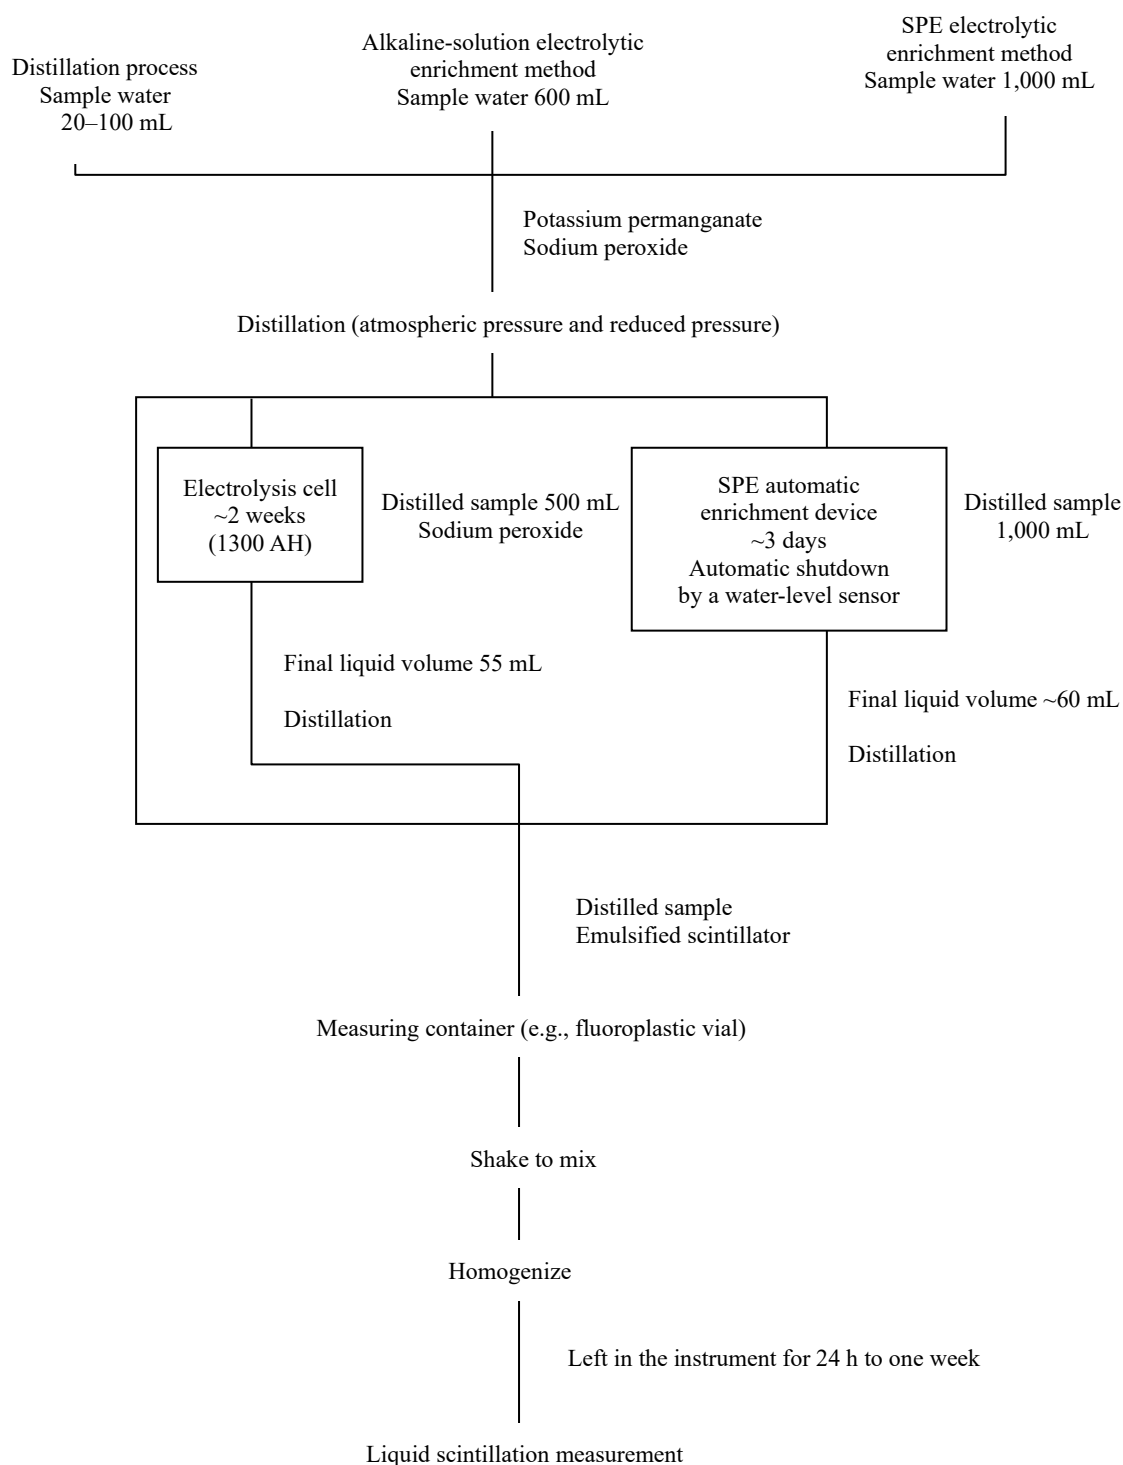 Distillation process
Sample water
20–100 mL
Alkaline-solution electrolytic
enrichment method
Sample water 600 mL
SPE electrolytic
enrichment method
Sample water 1,000 mL
Potassium permanganate
Sodium peroxide
Distillation (atmospheric pressure and reduced pressure)
Electrolysis cell
~2 weeks
(1300 AH)
Distilled sample 500 mL
Sodium peroxide
SPE automatic
enrichment device
~3 days
Automatic shutdown
by a water-level sensor
Distilled sample
1,000 mL
Final liquid volume 55 mL
Distillation
Final liquid volume ~60 mL
Distillation
Distilled sample
Emulsified scintillator
Measuring container (e.g., fluoroplastic vial)
Shake to mix
Homogenize
Left in the instrument for 24 h to one week
Liquid scintillation measurement